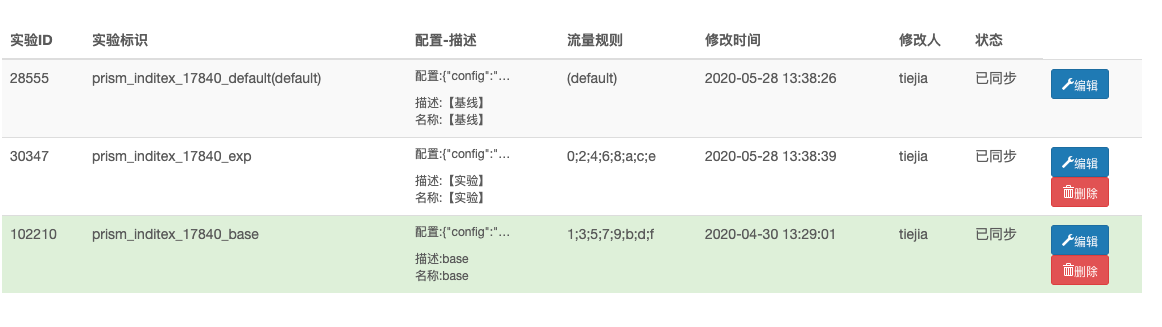 实验ID 实验标识 配置-描述 流量规则 修改时间 修改人 状态
28555 prism_inditex_17840_default(default) 配置:{"config":"... (default) 2020-05-28 13:38:26 tiejia 已同步 编辑
描述:【基线】
名称:【基线】
30347 prism_inditex_17840_exp 配置:{"config":"... 0;2;4;6;8;a;c;e 2020-05-28 13:38:39 tiejia 已同步 编辑
描述:【实验】 删除
名称:【实验】
102210 prism_inditex_17840_base 配置:{"config":"... 1;3;5;7;9;b;d;f 2020-04-30 13:29:01 tiejia 已同步 编辑
描述:base 删除
名称:base